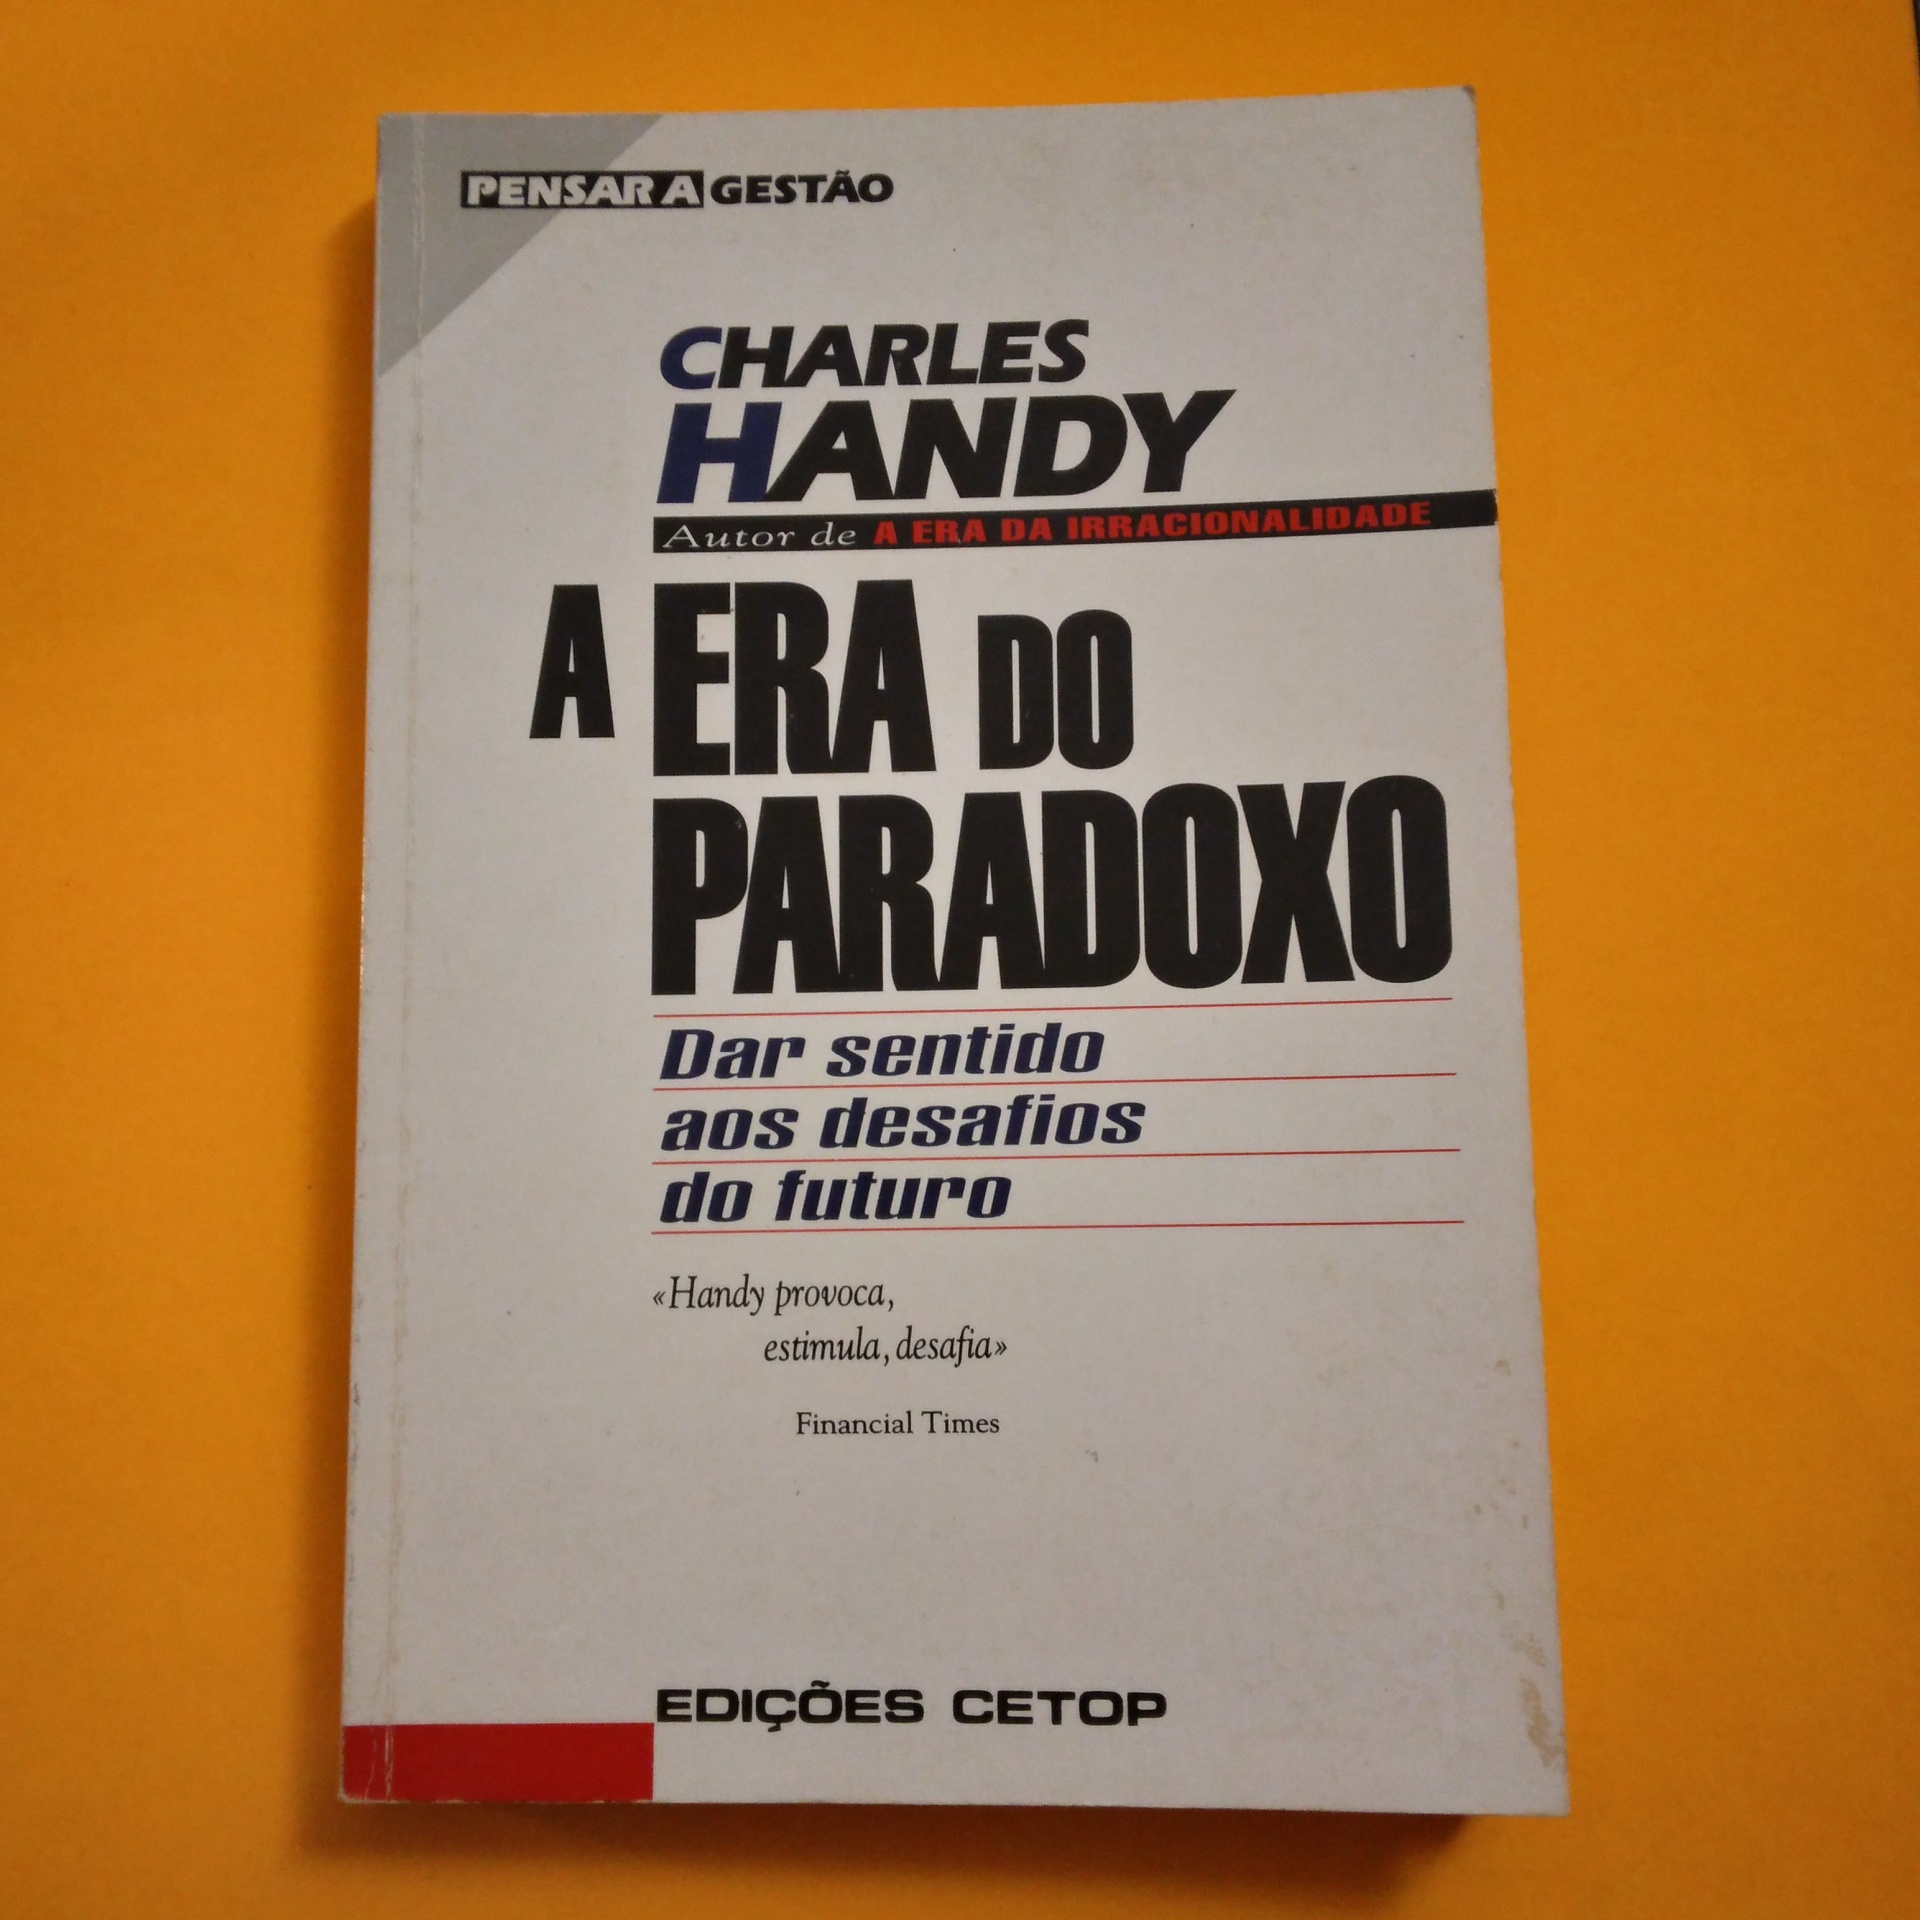 PENSAR A GESTÃO
CHARLES
HANDY
Autor de A ERA DA IRRACIONALIDADE
A ERA DO
PARADOXO
Dar sentido
aos desafios
do futuro
«Handy provoca,
estimula, desafia»
Financial Times
EDIÇÕES CETOP